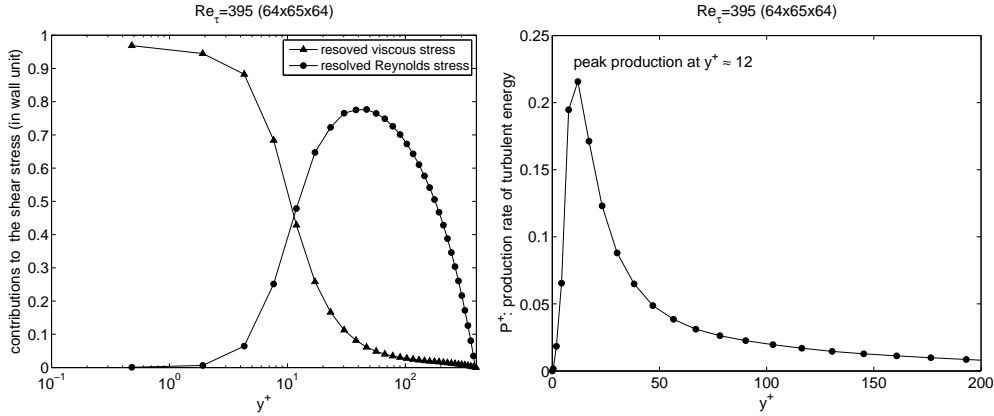 Re_τ=395 (64x65x64)
contributions to the shear stress (in wall unit)
1
0.9
0.8
0.7
0.6
0.5
0.4
0.3
0.2
0.1
0
resoved viscous stress
resolved Reynolds stress
10^−1
10^0
10^1
10^2
y^+
Re_τ=395 (64x65x64)
P^+: production rate of turbulent energy
0.25
0.2
0.15
0.1
0.05
0
peak production at y^+ ≈ 12
0
50
100
150
200
y^+